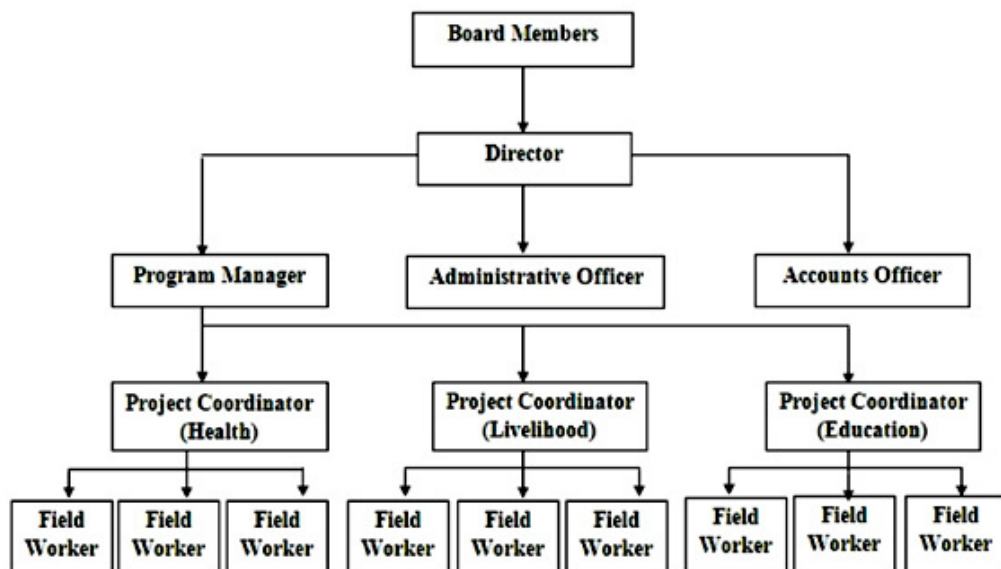 Board Members
Director
Program Manager
Administrative Officer
Accounts Officer
Project Coordinator
(Health)
Project Coordinator
(Livelihood)
Project Coordinator
(Education)
Field
Worker
Field
Worker
Field
Worker
Field
Worker
Field
Worker
Field
Worker
Field
Worker
Field
Worker
Field
Worker